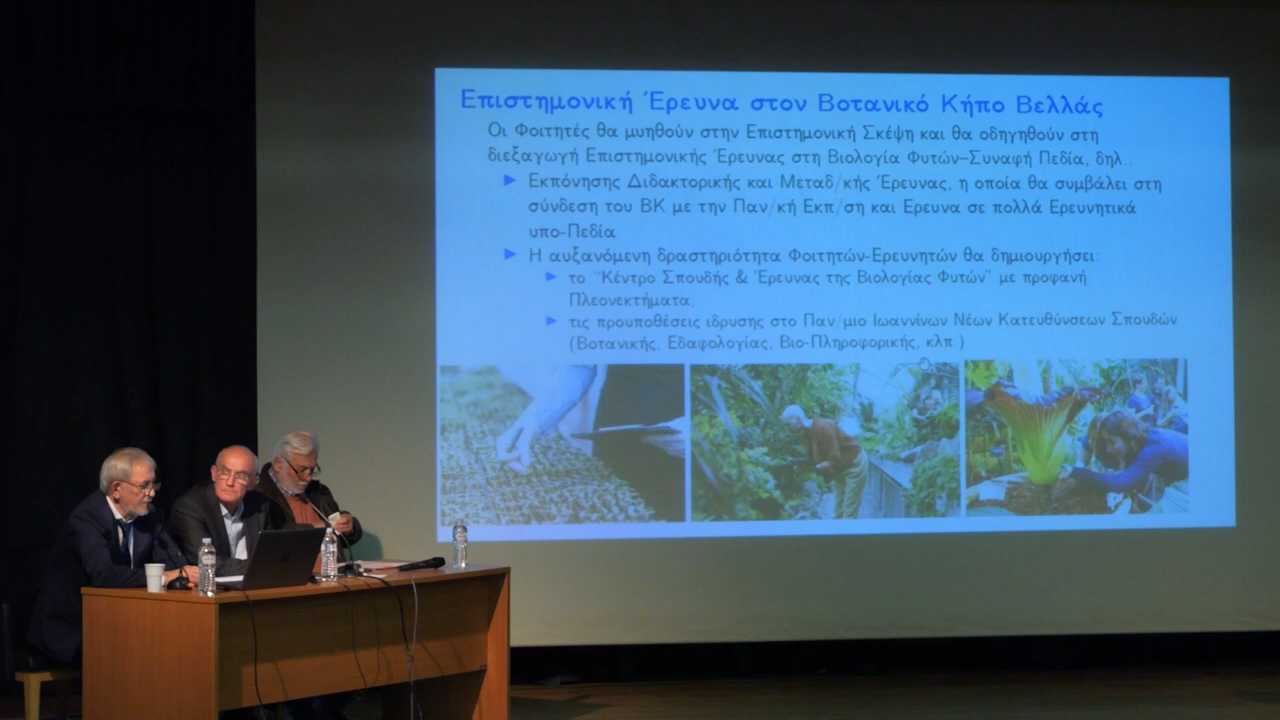 Επιστημονική Έρευνα στον Βοτανικό Κήπο Βελλάς
Οι Φοιτητές θα μυηθούν στην Επιστημονική Σκέψη και θα οδηγηθούν στη
διεξαγωγή Επιστημονικής Έρευνας στη Βιολογία Φυτών–Συναφή Πεδία, δηλ.:
▶ Εκπόνησης Διδακτορικής και Μεταδ/κής Έρευνας, η οποία θα συμβάλει στη
σύνδεση του ΒΚ με την Παν/κή Εκπ/ση και Ερευνα σε πολλά Ερευνητικά
υπο-Πεδία
▶ Η αυξανόμενη δραστηριότητα Φοιτητών-Ερευνητών θα δημιουργήσει:
▶ το “Κέντρο Σπουδής & Έρευνας της Βιολογίας Φυτών” με προφανή
Πλεονεκτήματα,
▶ τις προυποθέσεις ιδρυσης στο Παν/μιο Ιωαννίνων Νέων Κατευθύνσεων Σπουδών
(Βοτανικής, Εδαφολογίας, Βιο-Πληροφορικής, κλπ.)